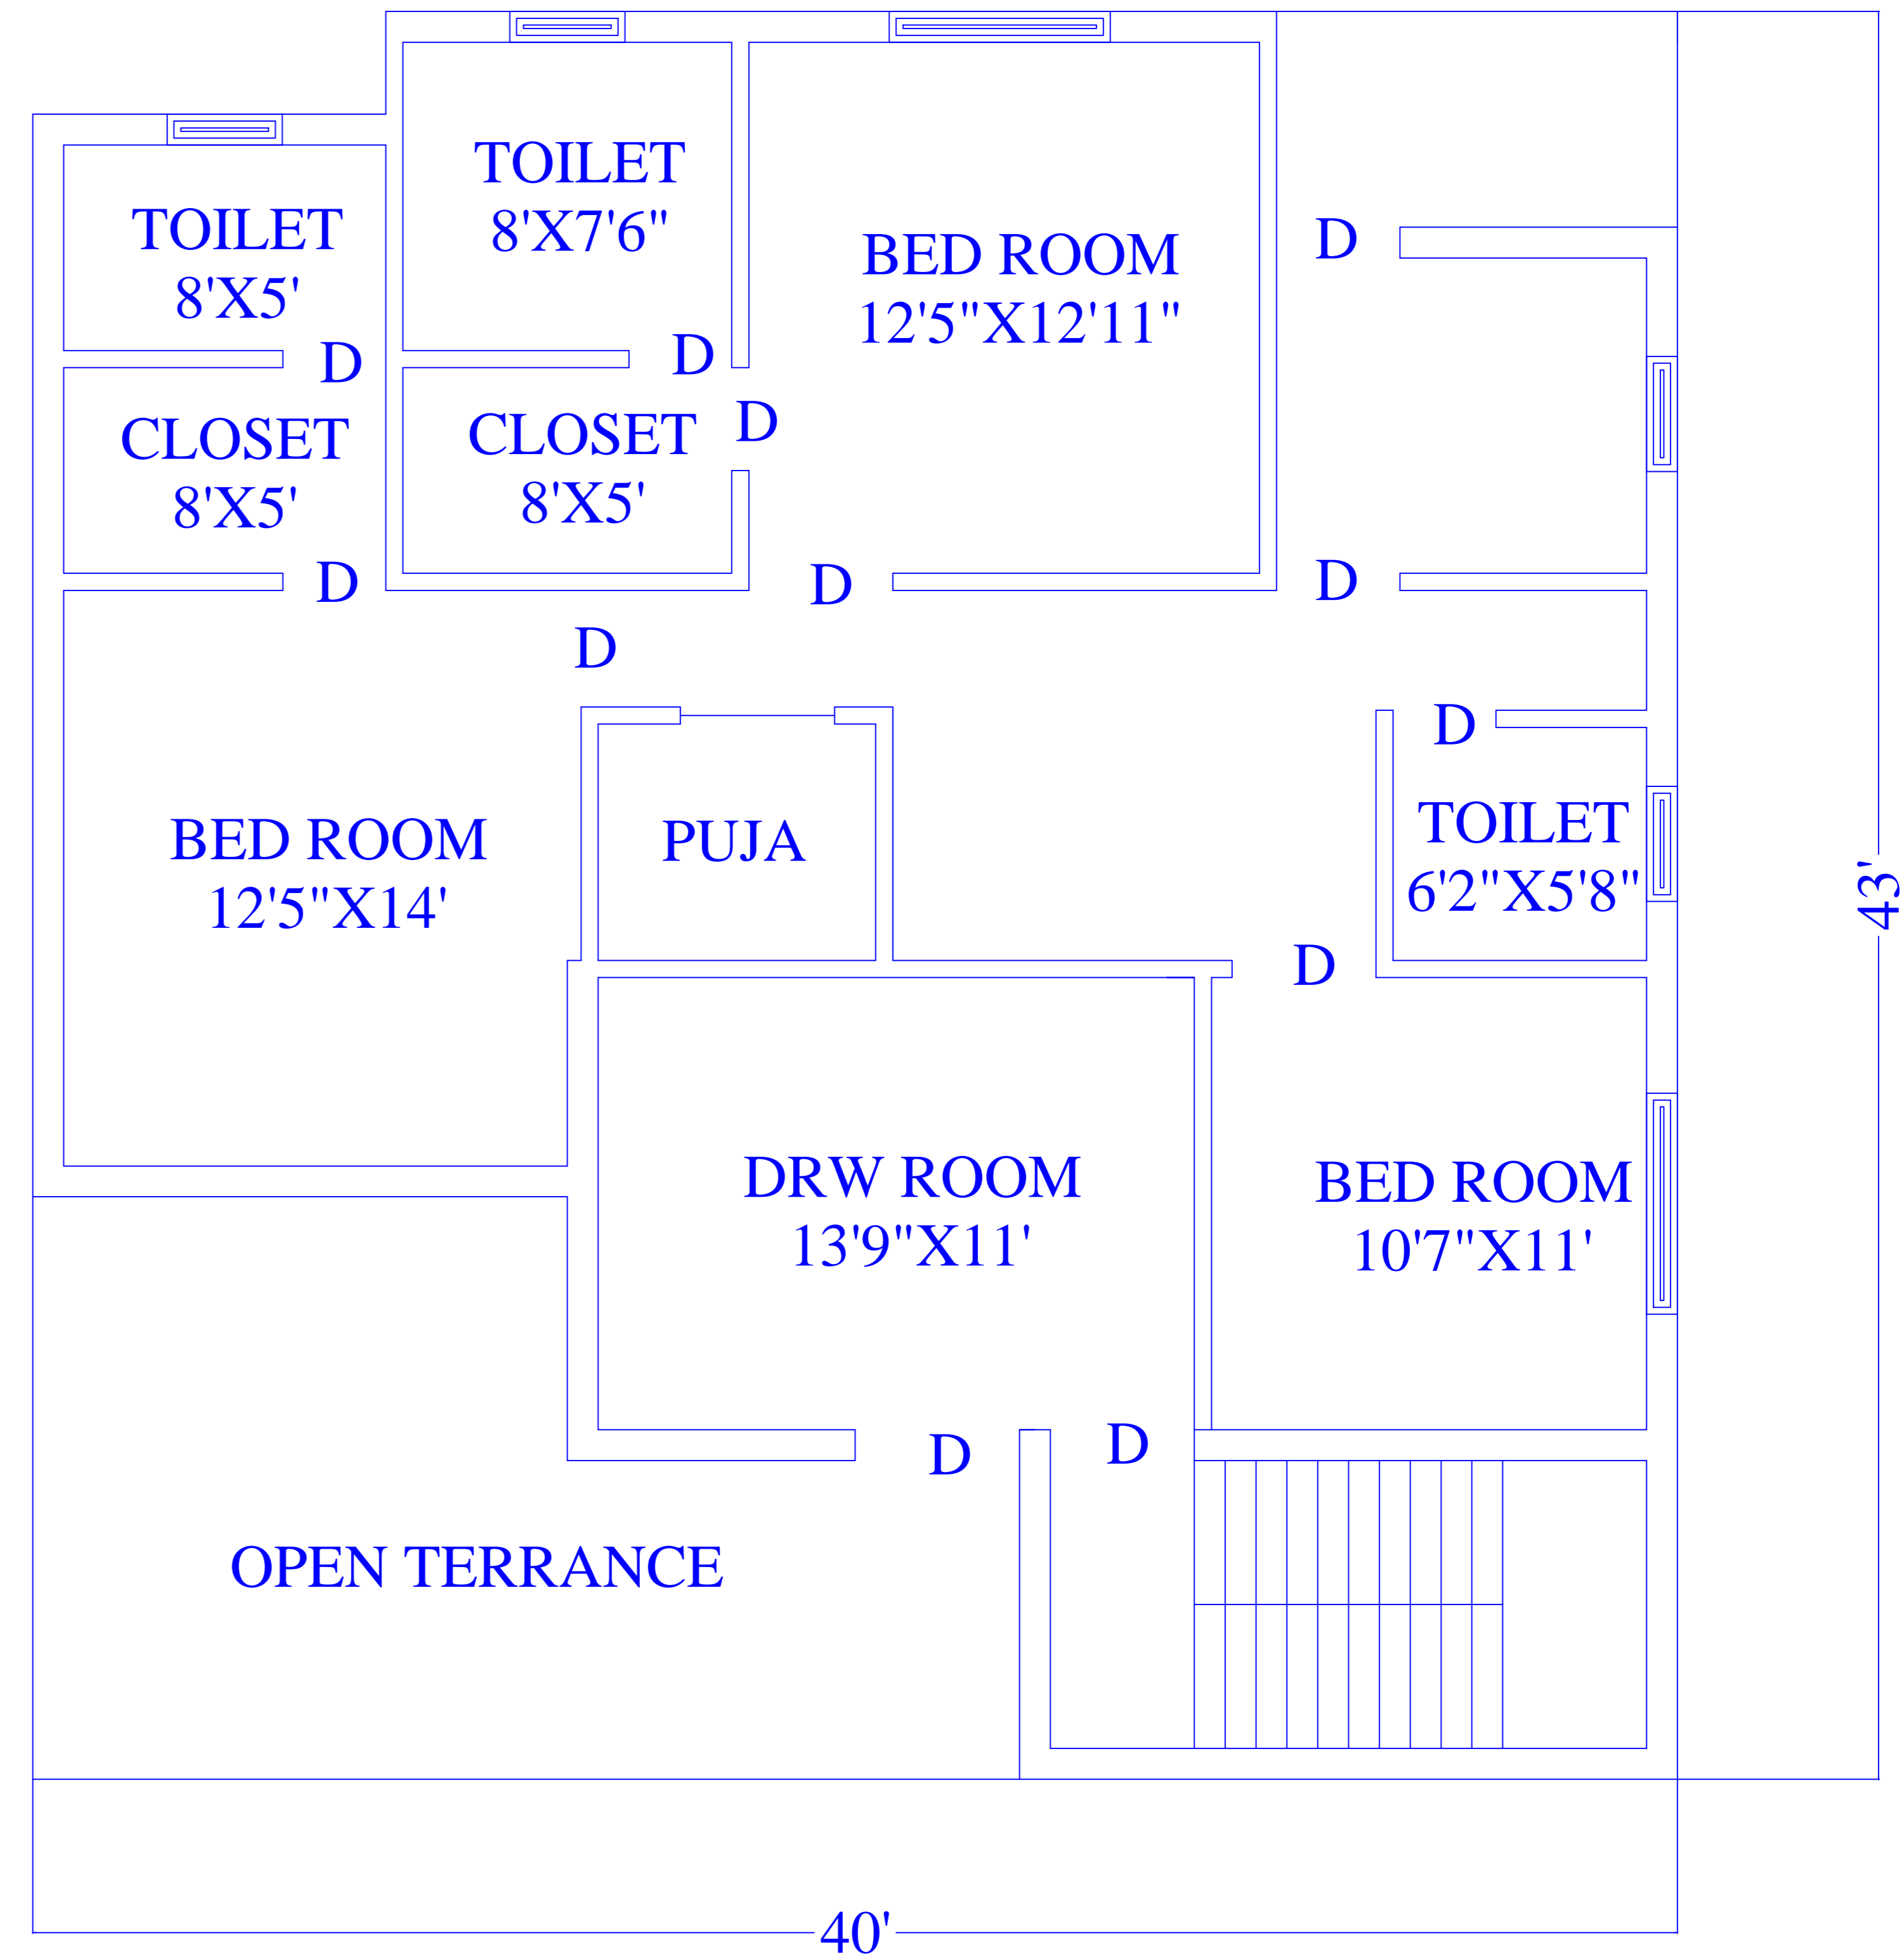 TOILET
8'X5'
TOILET
8'X7'6"
BED ROOM
12'5"X12'11"
D
D
D
D
CLOSET
8'X5'
CLOSET
8'X5'
D
D
D
D
D
BED ROOM
12'5"X14'
PUJA
TOILET
6'2"X5'8"
43'
D
DRW ROOM
13'9"X11'
BED ROOM
10'7"X11'
D
D
OPEN TERRANCE
40'